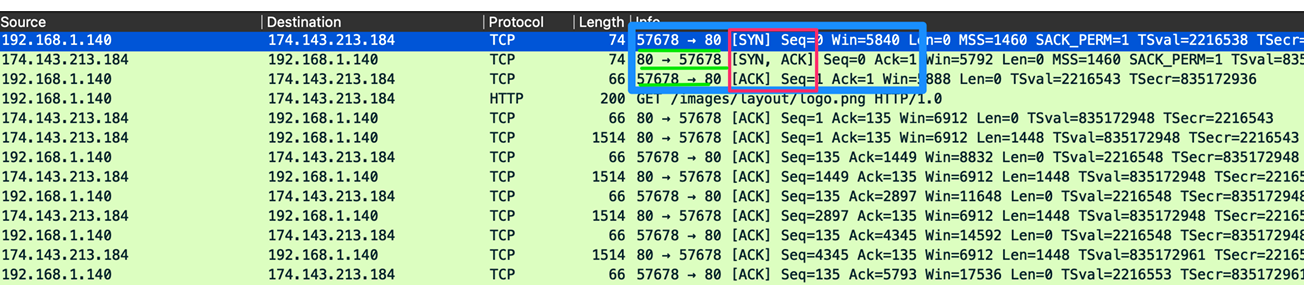 Source Destination Protocol Length Info
192.168.1.140 174.143.213.184 TCP 74 57678 → 80 [SYN] Seq=0 Win=5840 Len=0 MSS=1460 SACK_PERM=1 TSval=2216538 TSec
174.143.213.184 192.168.1.140 TCP 74 80 → 57678 [SYN, ACK] Seq=0 Ack=1 Win=5792 Len=0 MSS=1460 SACK_PERM=1 TSval=835
192.168.1.140 174.143.213.184 TCP 66 57678 → 80 [ACK] Seq=1 Ack=1 Win=5888 Len=0 TSval=2216543 TSecr=835172936
192.168.1.140 174.143.213.184 HTTP 200 GET /images/layout/logo.png HTTP/1.0
174.143.213.184 192.168.1.140 TCP 66 80 → 57678 [ACK] Seq=1 Ack=135 Win=6912 Len=0 TSval=835172948 TSecr=2216543
174.143.213.184 192.168.1.140 TCP 1514 80 → 57678 [ACK] Seq=1 Ack=135 Win=6912 Len=1448 TSval=835172948 TSecr=2216543
192.168.1.140 174.143.213.184 TCP 66 57678 → 80 [ACK] Seq=135 Ack=1449 Win=8832 Len=0 TSval=2216548 TSecr=835172948
174.143.213.184 192.168.1.140 TCP 1514 80 → 57678 [ACK] Seq=1449 Ack=135 Win=6912 Len=1448 TSval=835172948 TSecr=22165
192.168.1.140 174.143.213.184 TCP 66 57678 → 80 [ACK] Seq=135 Ack=2897 Win=11648 Len=0 TSval=2216548 TSecr=83517294
174.143.213.184 192.168.1.140 TCP 1514 80 → 57678 [ACK] Seq=2897 Ack=135 Win=6912 Len=1448 TSval=835172948 TSecr=22165
192.168.1.140 174.143.213.184 TCP 66 57678 → 80 [ACK] Seq=135 Ack=4345 Win=14592 Len=0 TSval=2216548 TSecr=83517294
174.143.213.184 192.168.1.140 TCP 1514 80 → 57678 [ACK] Seq=4345 Ack=135 Win=6912 Len=1448 TSval=835172961 TSecr=22165
192.168.1.140 174.143.213.184 TCP 66 57678 → 80 [ACK] Seq=135 Ack=5793 Win=17536 Len=0 TSval=2216553 TSecr=83517296